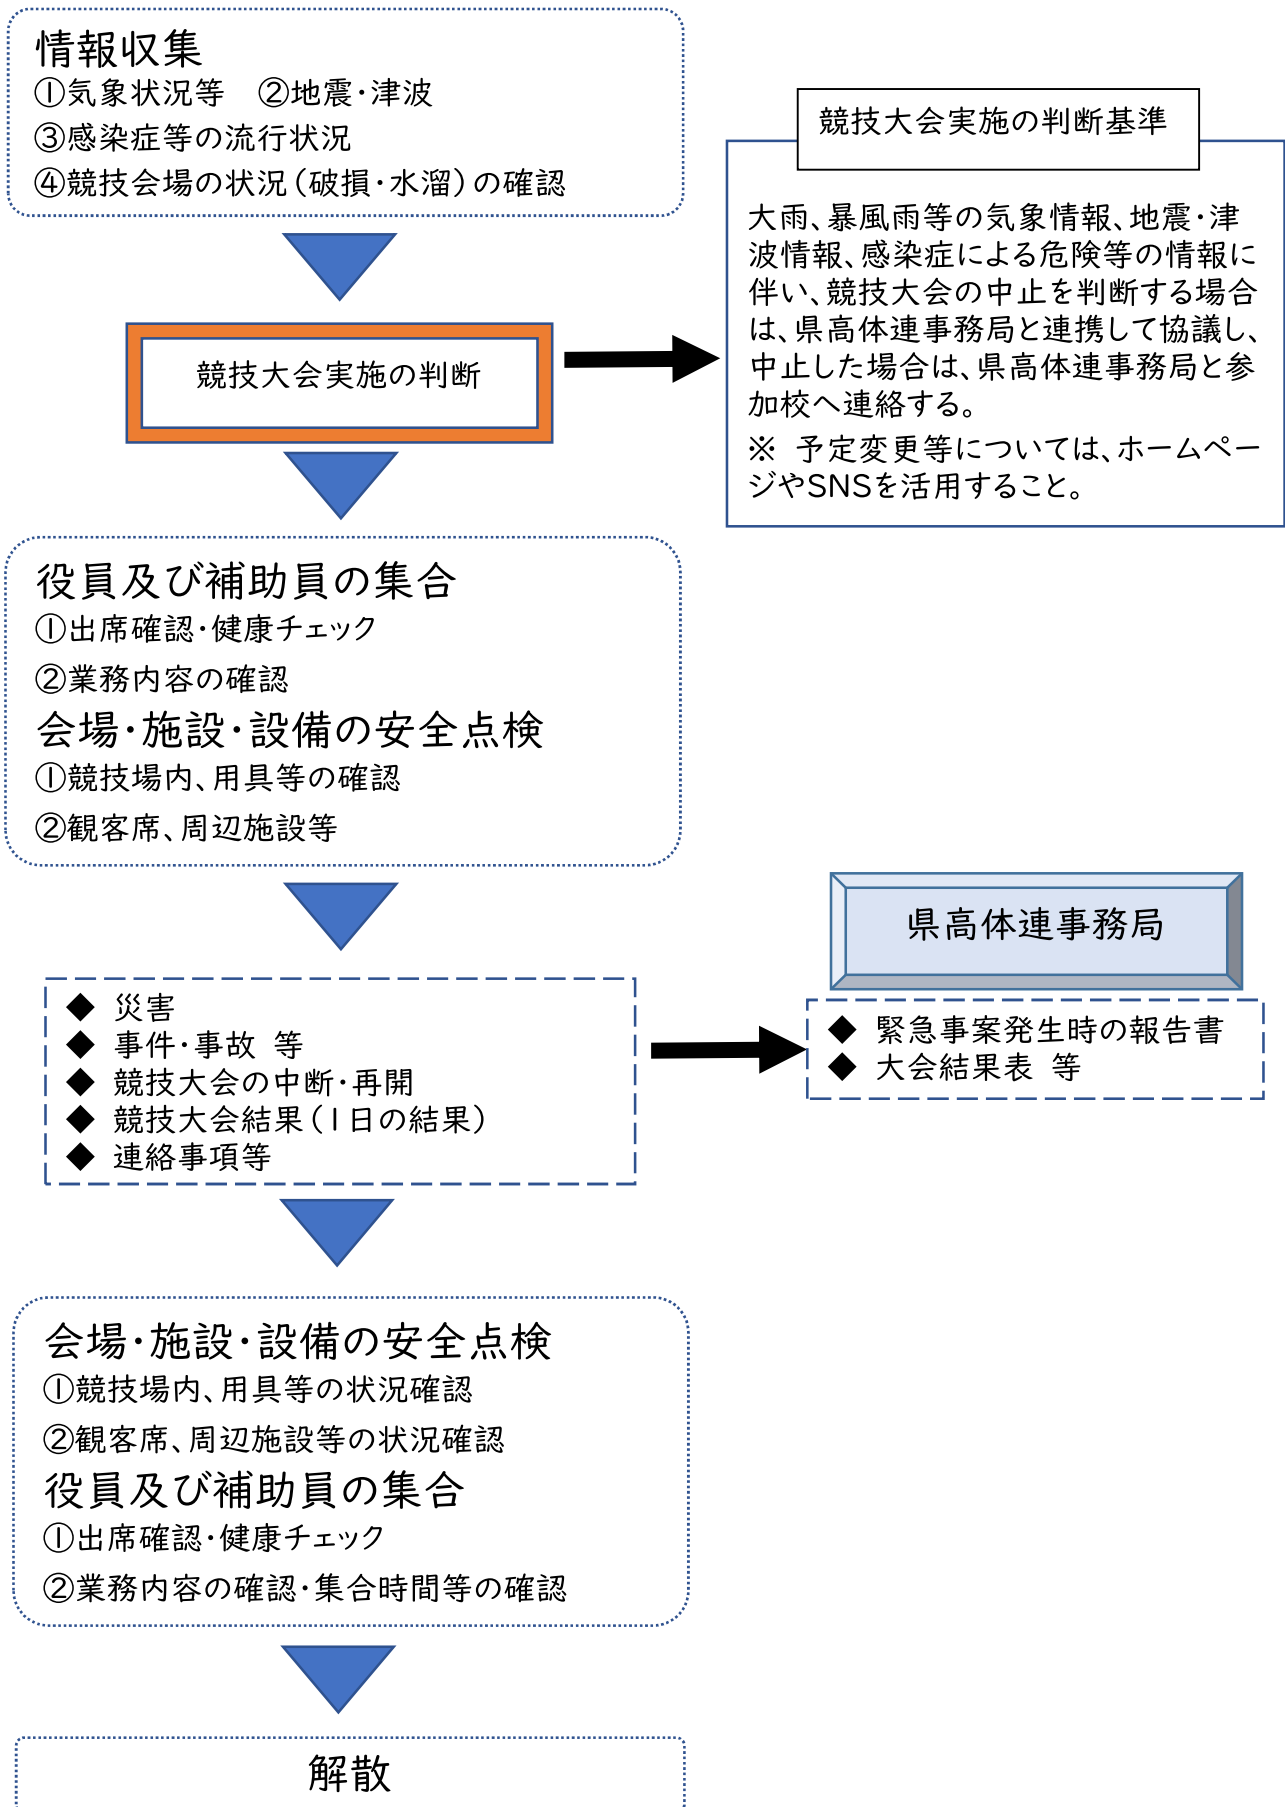 情報収集
①気象状況等　②地震・津波
③感染症等の流行状況
④競技会場の状況（破損・水溜）の確認
競技大会実施の判断
競技大会実施の判断基準
大雨、暴風雨等の気象情報、地震・津
波情報、感染症による危険等の情報に
伴い、競技大会の中止を判断する場合
は、県高体連事務局と連携して協議し、
中止した場合は、県高体連事務局と参
加校へ連絡する。
※　予定変更等については、ホームペー
ジやSNSを活用すること。
役員及び補助員の集合
①出席確認・健康チェック
②業務内容の確認
会場・施設・設備の安全点検
①競技場内、用具等の確認
②観客席、周辺施設等
◆ 災害
◆ 事件・事故　等
◆ 競技大会の中断・再開
◆ 競技大会結果（1日の結果）
◆ 連絡事項等
県高体連事務局
◆ 緊急事案発生時の報告書
◆ 大会結果表　等
会場・施設・設備の安全点検
①競技場内、用具等の状況確認
②観客席、周辺施設等の状況確認
役員及び補助員の集合
①出席確認・健康チェック
②業務内容の確認・集合時間等の確認
解散